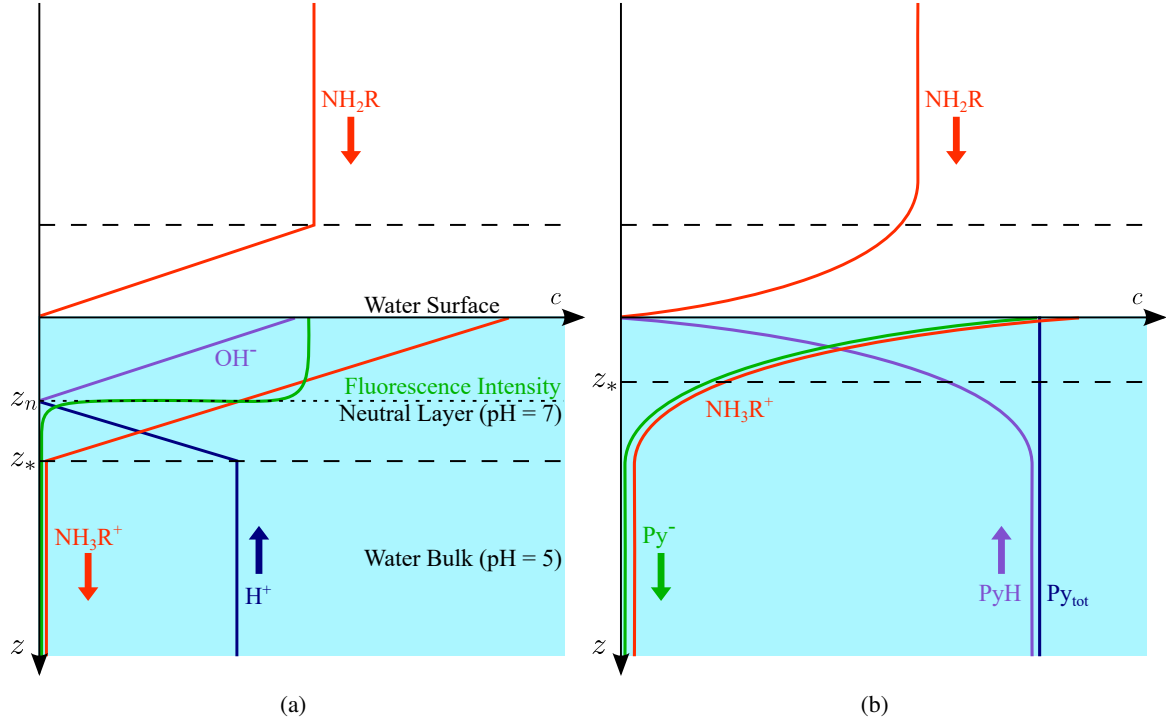 NH₂R
Water Surface
c
OH⁻
Fluorescence Intensity
zₙ
Neutral Layer (pH = 7)
z*
NH₃R⁺
Water Bulk (pH = 5)
H⁺
z
(a)
NH₂R
c
z*
NH₃R⁺
Py⁻
PyH
Pyₜₒₜ
z
(b)